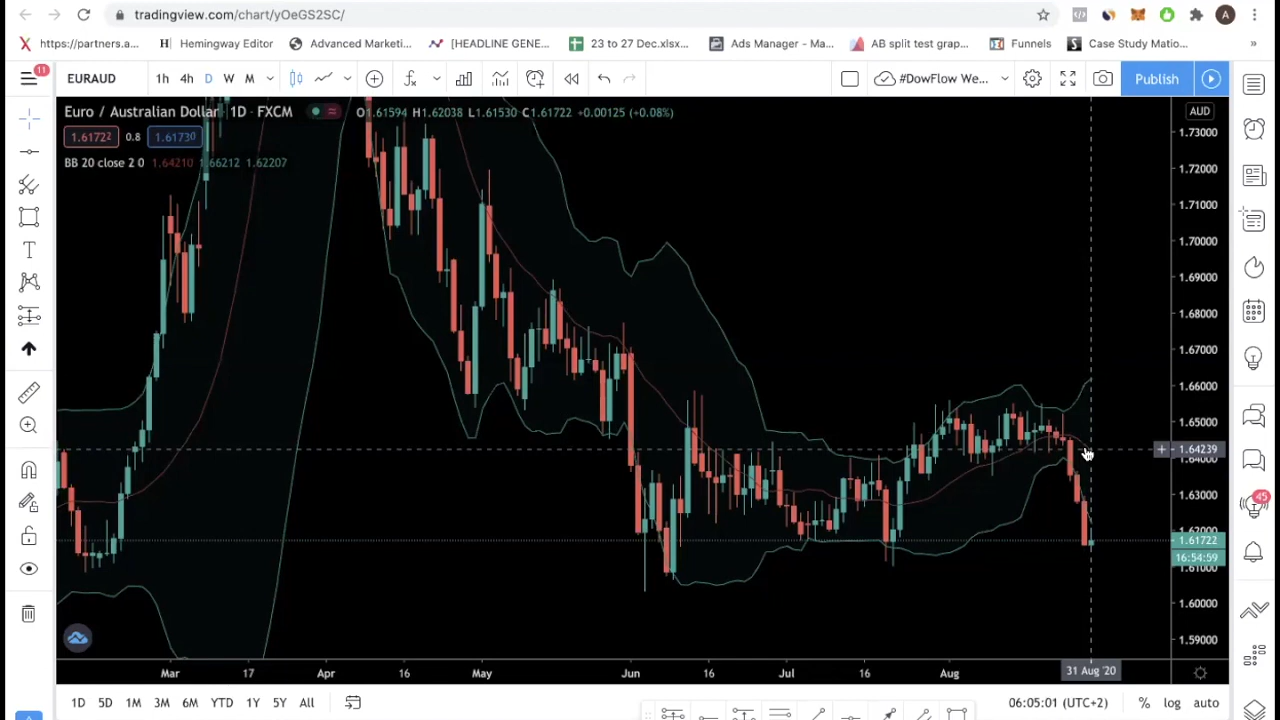 tradingview.com/chart/yOeGS2SC/
A
https://partners.a...
Hemingway Editor
Advanced Marketi...
[HEADLINE GENE...
23 to 27 Dec.xlsx...
Ads Manager - Ma...
AB split test grap...
Funnels
Case Study Matio...
»
11
EURAUD
1h 4h D W M
#DowFlow We...
Publish
Euro / Australian Dollar · 1D · FXCM
O1.61594 H1.62038 L1.61530 C1.61722 +0.00125 (+0.08%)
AUD
1.61722 0.8 1.61730
BB 20 close 2 0 1.64210 1.66212 1.62207
1.73000
1.72000
1.71000
1.70000
1.69000
1.68000
1.67000
1.66000
1.65000
1.64239
1.64000
1.63000
1.62000
1.61722
16:54:59
1.61000
1.60000
1.59000
45
Mar 17 Apr 16 May Jun 16 Jul 16 Aug 31 Aug '20
1D 5D 1M 3M 6M YTD 1Y 5Y All
06:05:01 (UTC+2) % log auto